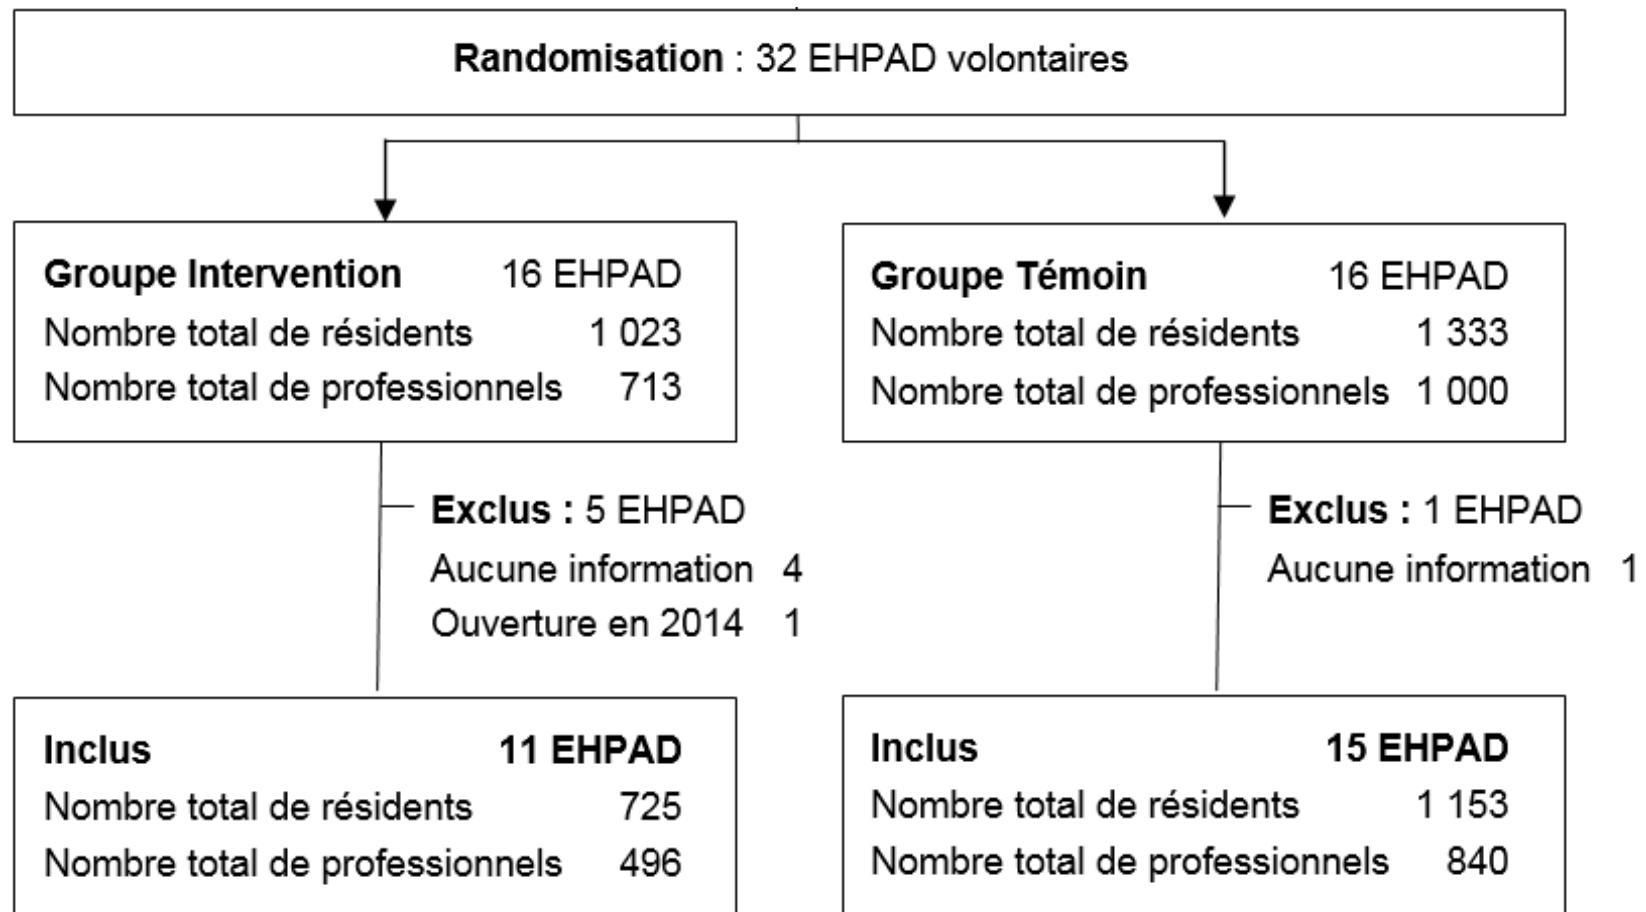 Randomisation : 32 EHPAD volontaires
Groupe Intervention 16 EHPAD
Nombre total de résidents 1 023
Nombre total de professionnels 713
Groupe Témoin 16 EHPAD
Nombre total de résidents 1 333
Nombre total de professionnels 1 000
Exclus : 5 EHPAD
Aucune information 4
Ouverture en 2014 1
Exclus : 1 EHPAD
Aucune information 1
Inclus 11 EHPAD
Nombre total de résidents 725
Nombre total de professionnels 496
Inclus 15 EHPAD
Nombre total de résidents 1 153
Nombre total de professionnels 840